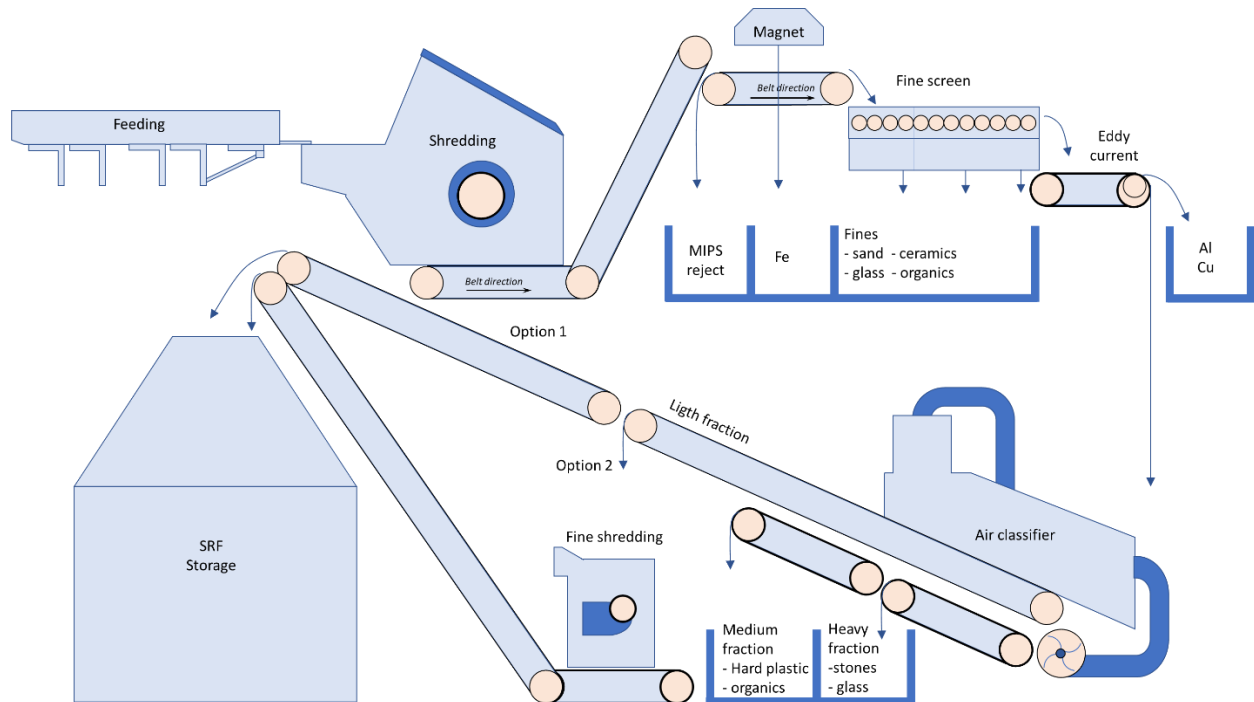 Magnet
Feeding
Shredding
Belt direction
Fine screen
Eddy
current
MIPS
reject
Fe
Fines
- sand - ceramics
- glass - organics
Al
Cu
Belt direction
Option 1
Ligth fraction
Option 2
Air classifier
SRF
Storage
Fine shredding
Medium
fraction
- Hard plastic
- organics
Heavy
fraction
-stones
- glass